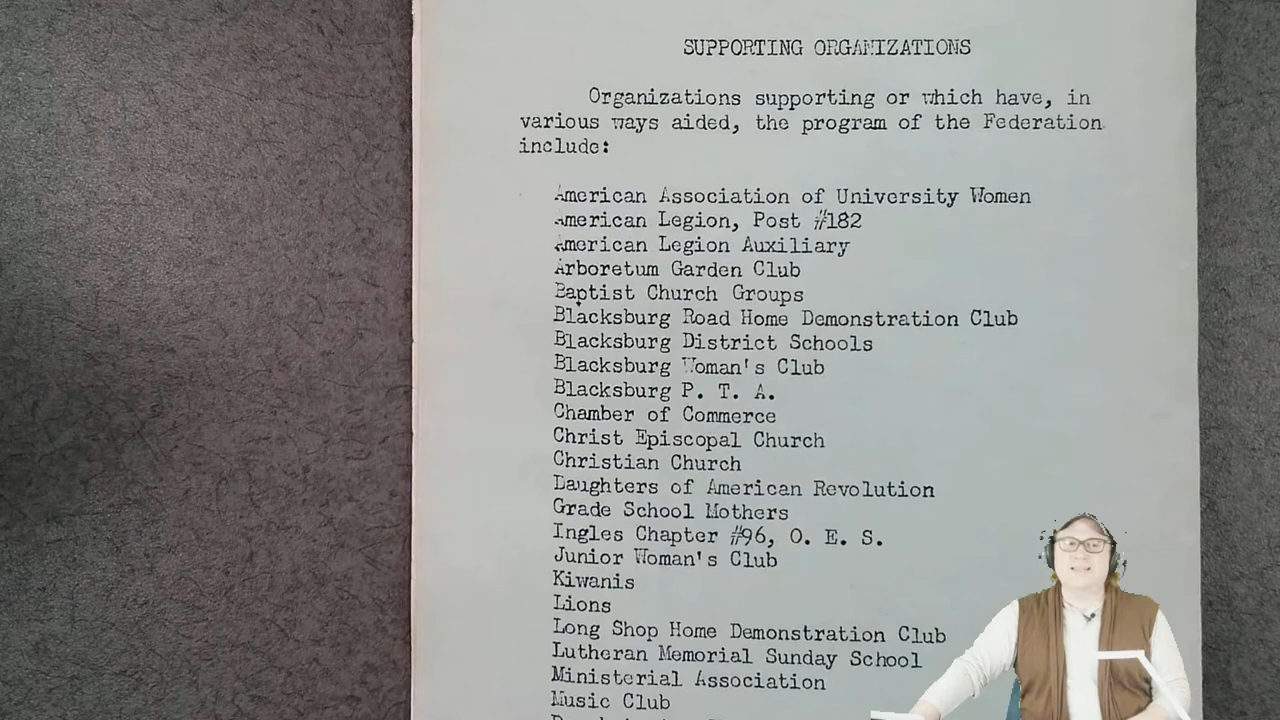 SUPPORTING ORGANIZATIONS
Organizations supporting or which have, in
various ways aided, the program of the Federation
include:
American Association of University Women
American Legion, Post #182
American Legion Auxiliary
Arboretum Garden Club
Baptist Church Groups
Blacksburg Road Home Demonstration Club
Blacksburg District Schools
Blacksburg Woman's Club
Blacksburg P. T. A.
Chamber of Commerce
Christ Episcopal Church
Christian Church
Daughters of American Revolution
Grade School Mothers
Ingles Chapter #96, O. E. S.
Junior Woman's Club
Kiwanis
Lions
Long Shop Home Demonstration Club
Lutheran Memorial Sunday School
Ministerial Association
Music Club